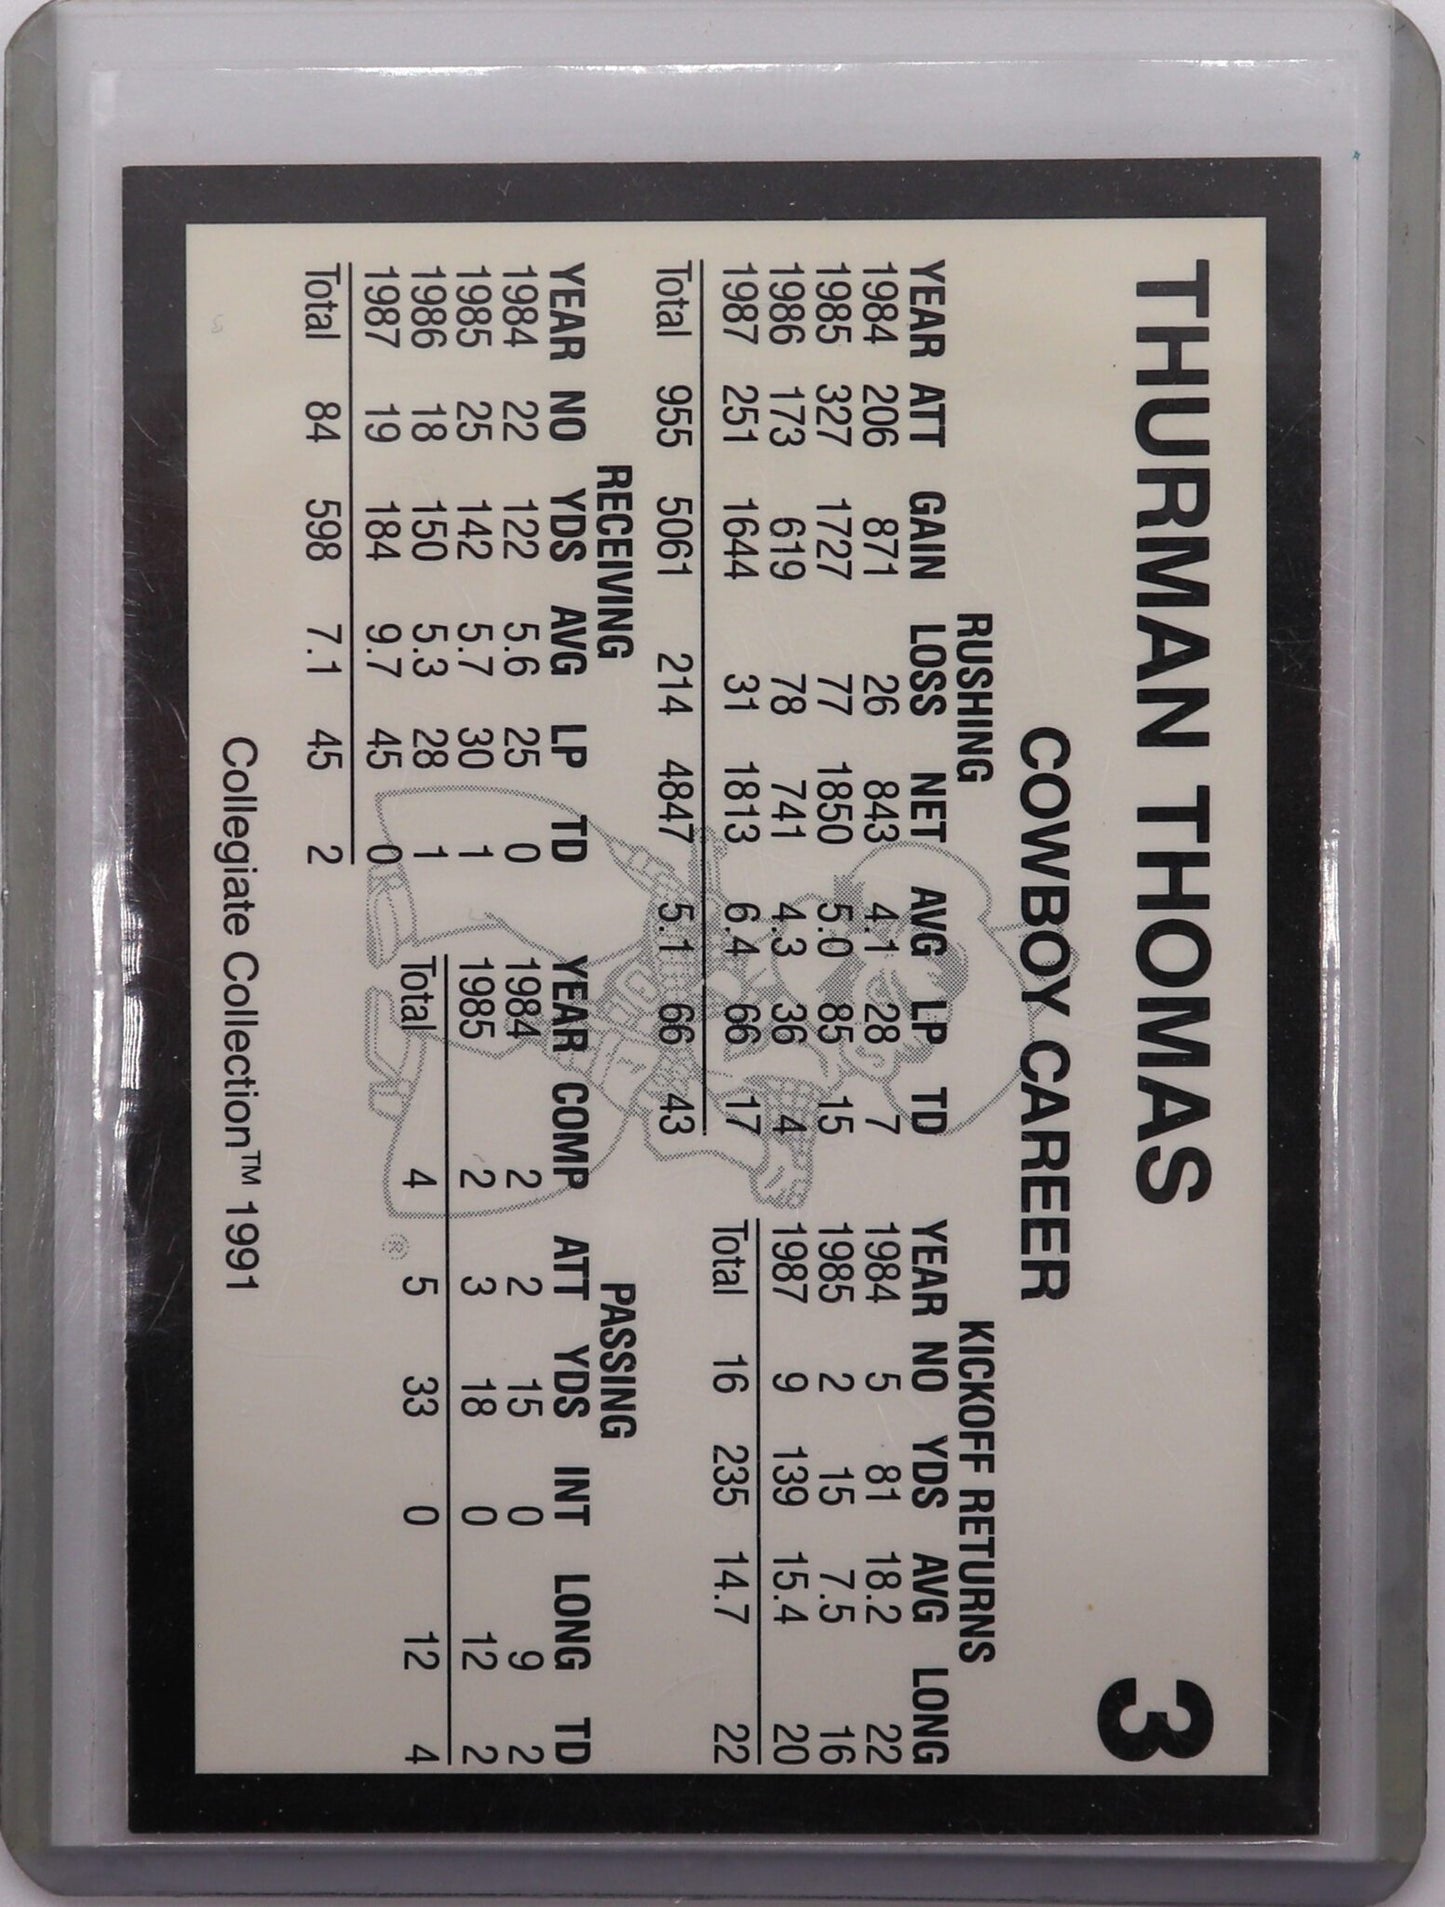 THURMAN THOMAS 3
COWBOY CAREER
RUSHING
YEAR ATT GAIN LOSS NET AVG LP TD
1984 206 871 26 843 4.1 28 7
1985 327 1727 77 1850 5.0 85 15
1986 173 619 78 741 4.3 36 4
1987 251 1644 31 1813 6.4 66 17
Total 955 5061 214 4847 5.1 66 43
KICKOFF RETURNS
YEAR NO YDS AVG LONG
1984 5 81 18.2 22
1985 2 15 7.5 16
1987 9 139 15.4 20
Total 16 235 14.7 22
RECEIVING
YEAR NO YDS AVG LP TD
1984 22 122 5.6 25 0
1985 25 142 5.7 30 1
1986 18 150 5.3 28 1
1987 19 184 9.7 45 0
Total 84 598 7.1 45 2
PASSING
YEAR COMP ATT YDS INT LONG TD
1984 2 2 15 0 9 2
1985 2 3 18 0 12 2
Total 4 5 33 0 12 4
®
Collegiate Collection™ 1991